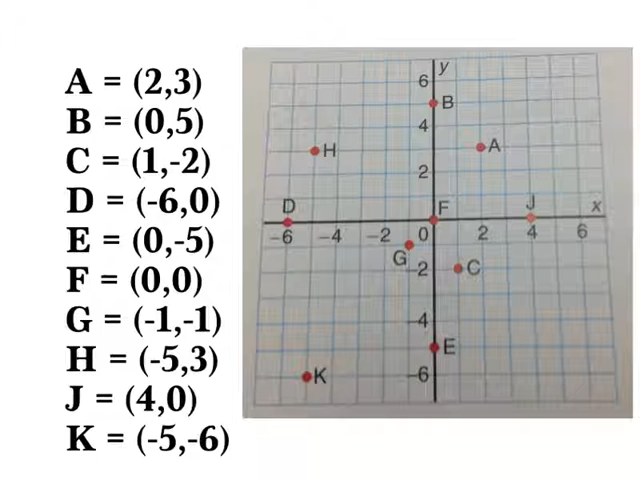 A = (2,3)
B = (0,5)
C = (1,-2)
D = (-6,0)
E = (0,-5)
F = (0,0)
G = (-1,-1)
H = (-5,3)
J = (4,0)
K = (-5,-6)
y
6
B
4
H
A
2
D
F
J
x
−6
−4
−2
0
2
4
6
G
−2
C
−4
E
K
−6